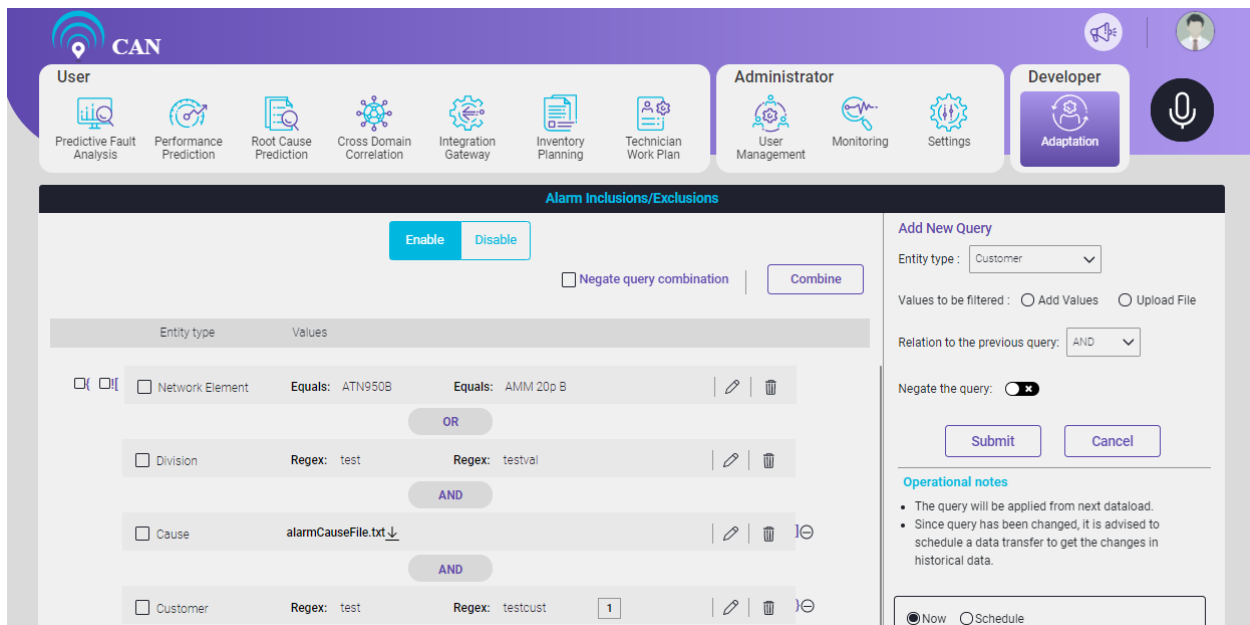 CAN
User
Administrator
Developer
Predictive Fault
Analysis
Performance
Prediction
Root Cause
Prediction
Cross Domain
Correlation
Integration
Gateway
Inventory
Planning
Technician
Work Plan
User
Management
Monitoring
Settings
Adaptation
Alarm Inclusions/Exclusions
Enable Disable
Negate query combination Combine
Entity type Values
{ ![ Network Element Equals: ATN950B Equals: AMM 20p B
OR
Division Regex: test Regex: testval
AND
Cause alarmCauseFile.txt ]
AND
Customer Regex: test Regex: testcust 1 }
Add New Query
Entity type : Customer
Values to be filtered : Add Values Upload File
Relation to the previous query: AND
Negate the query:
Submit Cancel
Operational notes
• The query will be applied from next dataload.
• Since query has been changed, it is advised to
schedule a data transfer to get the changes in
historical data.
Now Schedule